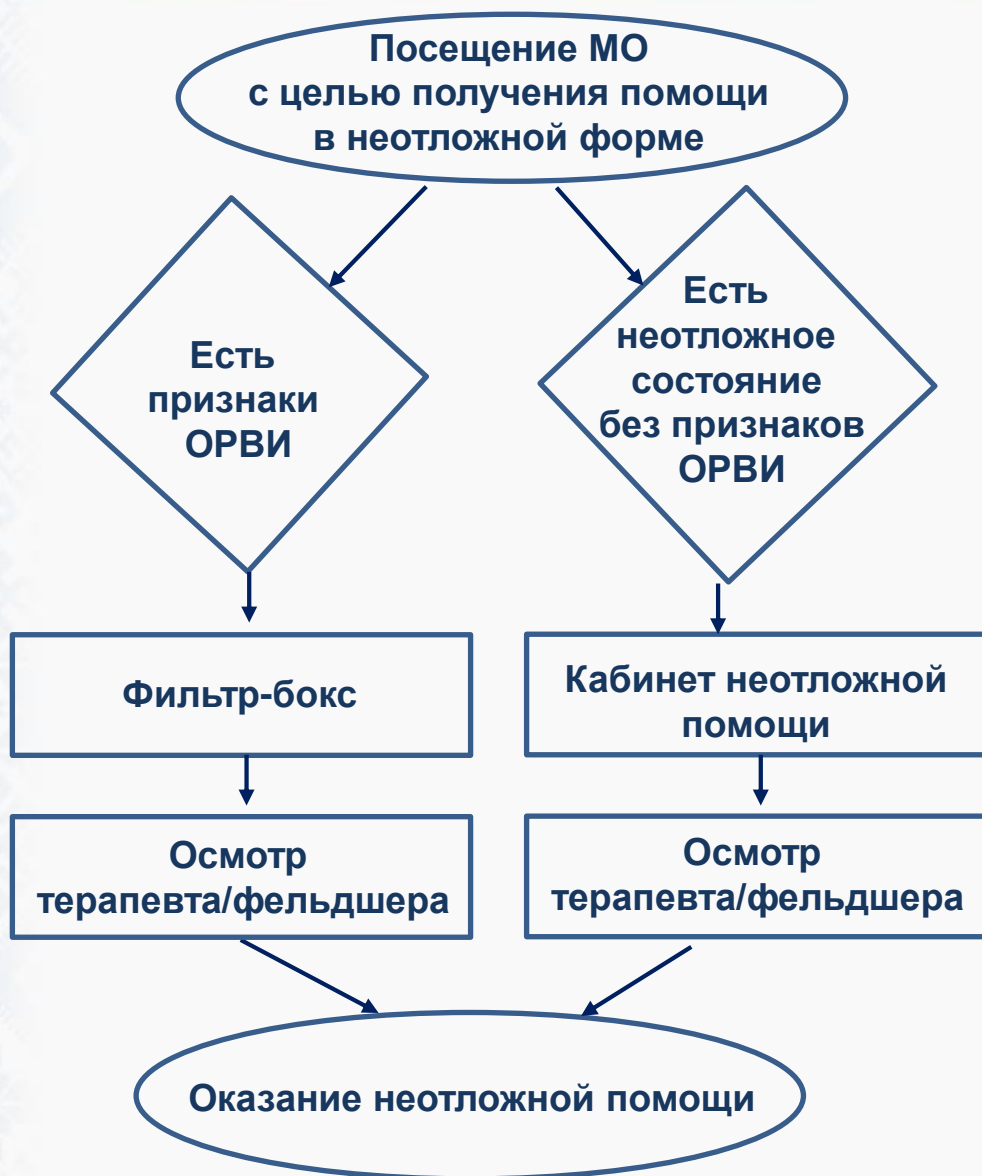 Посещение МО
с целью получения помощи
в неотложной форме
Есть
признаки
ОРВИ
Есть
неотложное
состояние
без признаков
ОРВИ
Фильтр-бокс
Кабинет неотложной
помощи
Осмотр
терапевта/фельдшера
Осмотр
терапевта/фельдшера
Оказание неотложной помощи